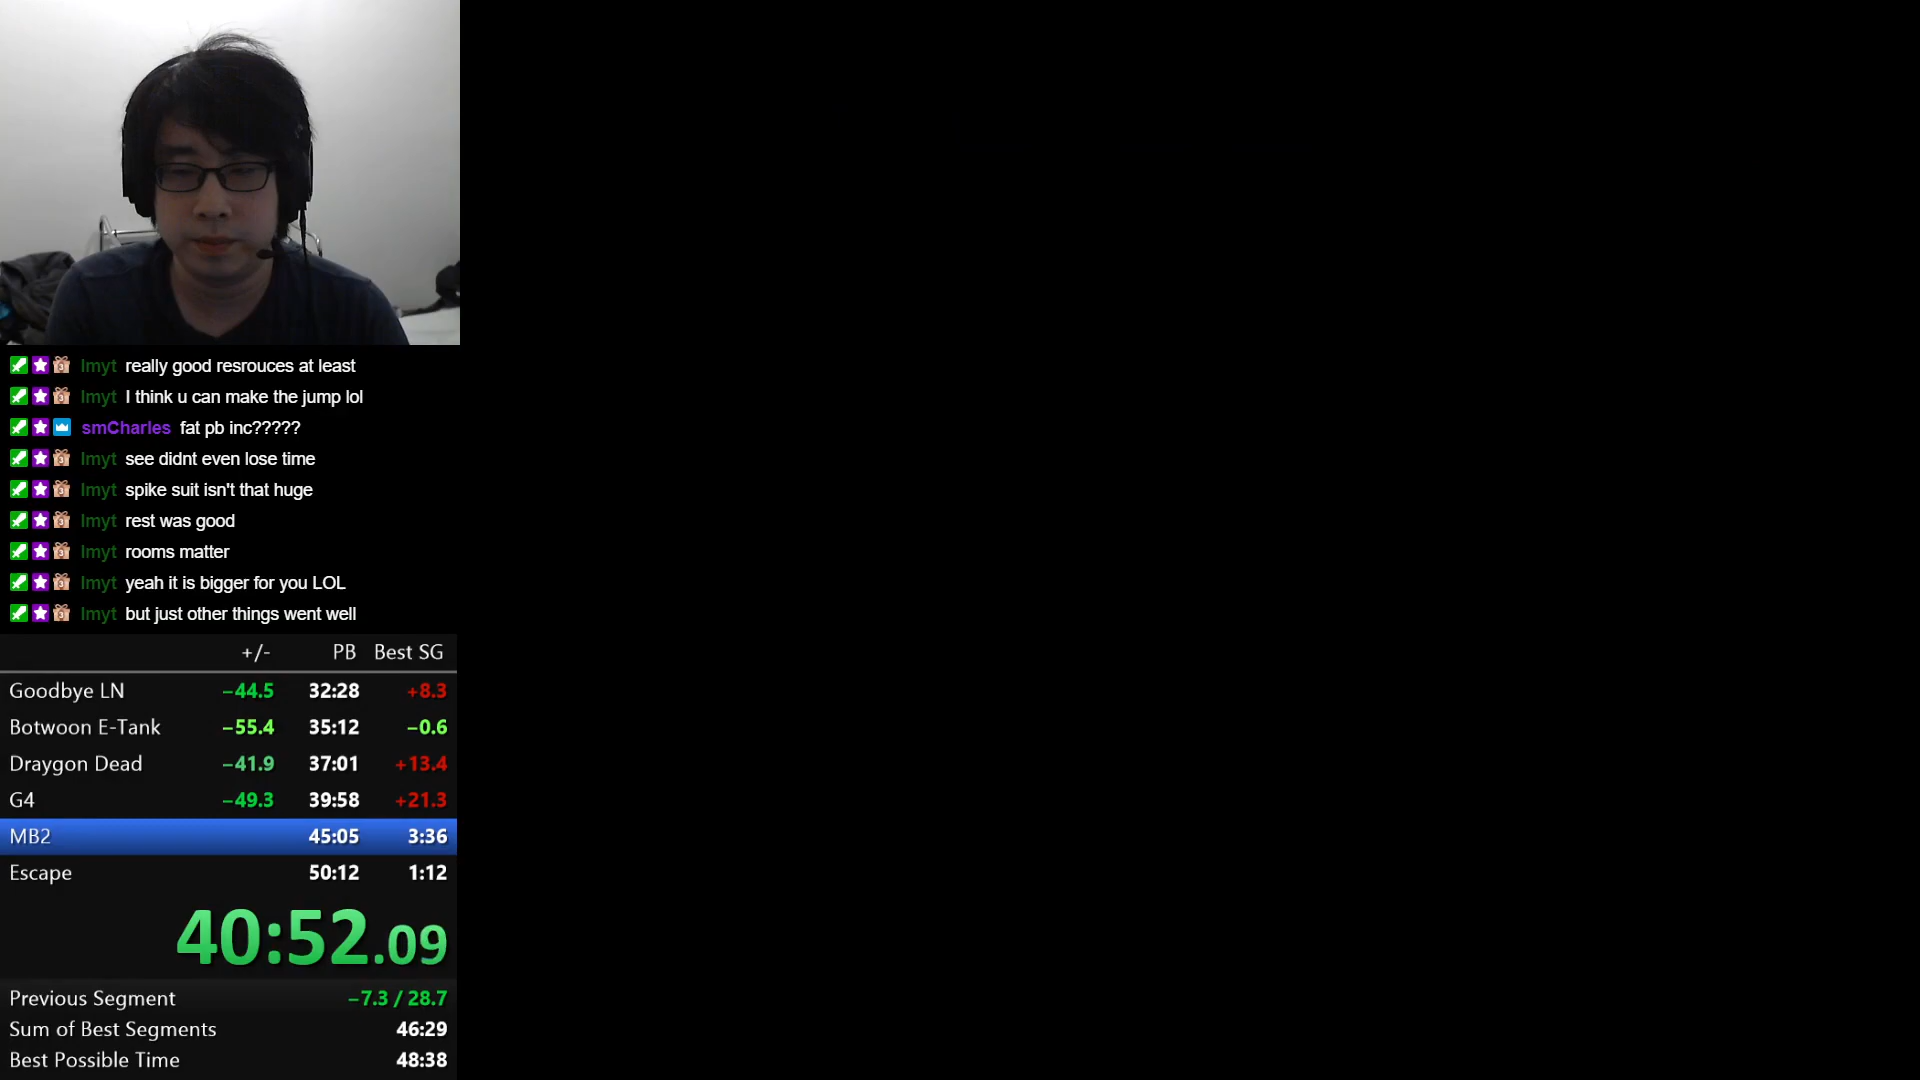 lmyt really good resrouces at least
lmyt I think u can make the jump lol
smCharles fat pb inc?????
lmyt see didnt even lose time
lmyt spike suit isn't that huge
lmyt rest was good
lmyt rooms matter
lmyt yeah it is bigger for you LOL
lmyt but just other things went well
+/- PB Best SG
Goodbye LN −44.5 32:28 +8.3
Botwoon E-Tank −55.4 35:12 −0.6
Draygon Dead −41.9 37:01 +13.4
G4 −49.3 39:58 +21.3
MB2 45:05 3:36
Escape 50:12 1:12
40:52.09
Previous Segment −7.3 / 28.7
Sum of Best Segments 46:29
Best Possible Time 48:38